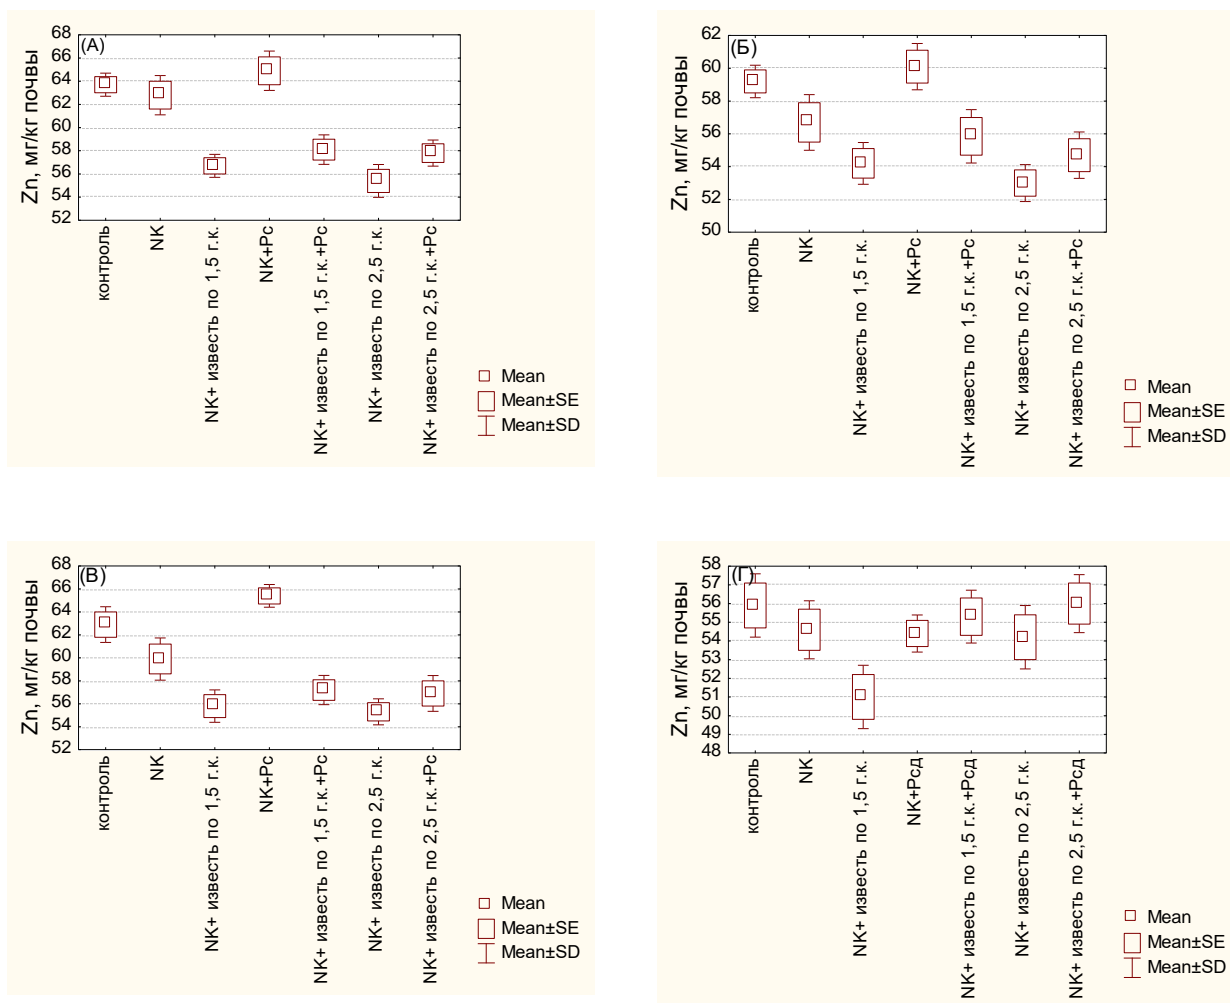 (А)
Zn, мг/кг почвы
68
66
64
62
60
58
56
54
52
контроль
NK
NK+ известь по 1,5 г.к.
NK+Рс
NK+ известь по 1,5 г.к.+Рс
NK+ известь по 2,5 г.к.
NK+ известь по 2,5 г.к.+Рс
Mean
Mean±SE
Mean±SD
(Б)
Zn, мг/кг почвы
62
60
58
56
54
52
50
контроль
NK
NK+ известь по 1,5 г.к.
NK+Рс
NK+ известь по 1,5 г.к.+Рс
NK+ известь по 2,5 г.к.
NK+ известь по 2,5 г.к.+Рс
Mean
Mean±SE
Mean±SD
(В)
Zn, мг/кг почвы
68
66
64
62
60
58
56
54
52
контроль
NK
NK+ известь по 1,5 г.к.
NK+Рс
NK+ известь по 1,5 г.к.+Рс
NK+ известь по 2,5 г.к.
NK+ известь по 2,5 г.к.+Рс
Mean
Mean±SE
Mean±SD
(Г)
Zn, мг/кг почвы
58
57
56
55
54
53
52
51
50
49
48
контроль
NK
NK+ известь по 1,5 г.к.
NK+Рсд
NK+ известь по 1,5 г.к.+Рсд
NK+ известь по 2,5 г.к.
NK+ известь по 2,5 г.к.+Рсд
Mean
Mean±SE
Mean±SD